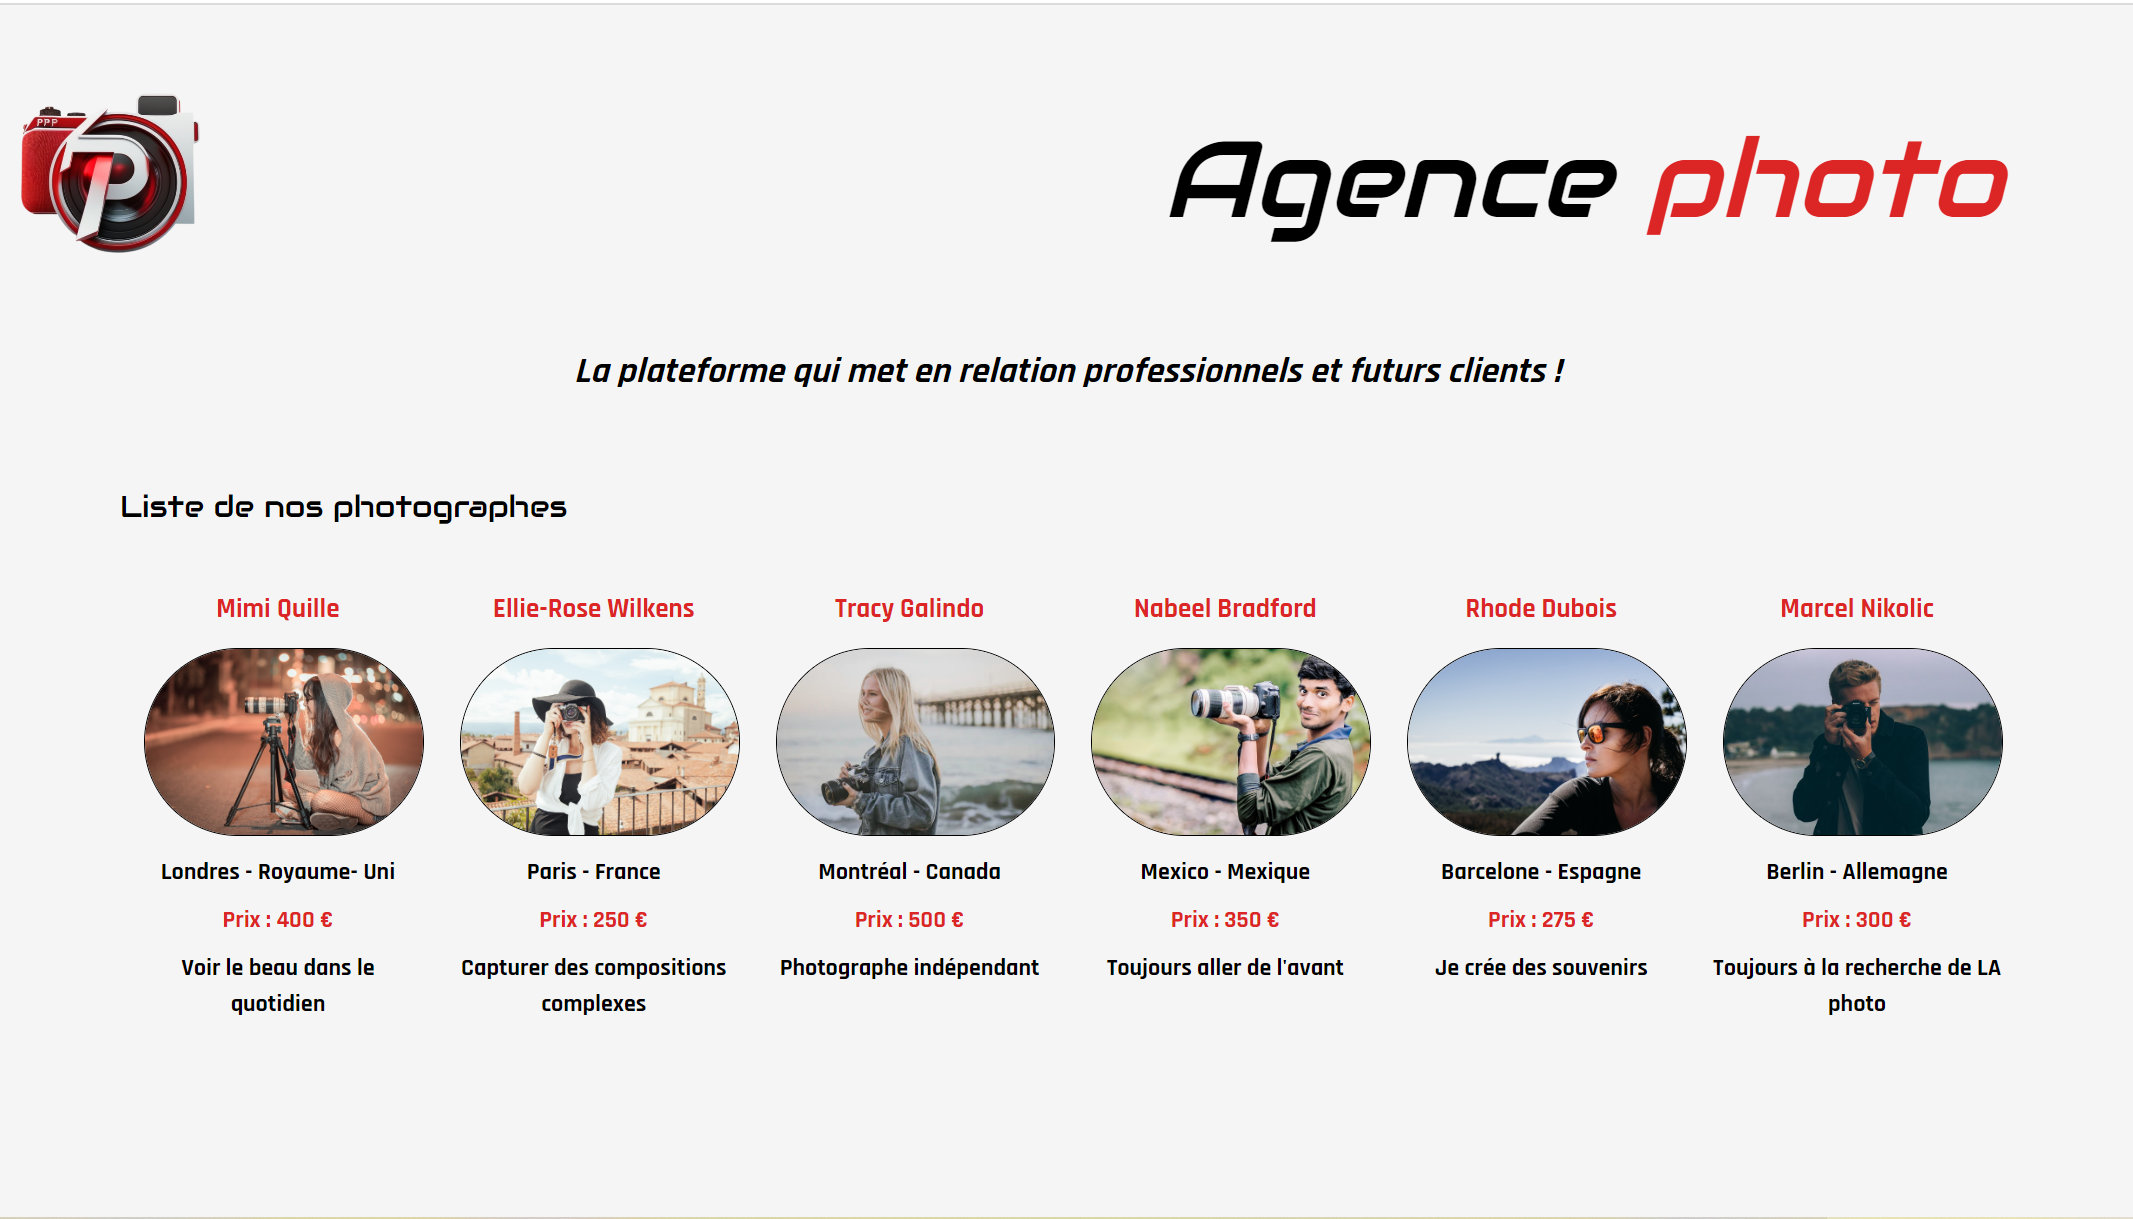 PPP
P
Agence photo
La plateforme qui met en relation professionnels et futurs clients !
Liste de nos photographes
Mimi Quille
Londres - Royaume- Uni
Prix : 400 €
Voir le beau dans le
quotidien
Ellie-Rose Wilkens
Paris - France
Prix : 250 €
Capturer des compositions
complexes
Tracy Galindo
Montréal - Canada
Prix : 500 €
Photographe indépendant
Nabeel Bradford
Mexico - Mexique
Prix : 350 €
Toujours aller de l'avant
Rhode Dubois
Barcelone - Espagne
Prix : 275 €
Je crée des souvenirs
Marcel Nikolic
Berlin - Allemagne
Prix : 300 €
Toujours à la recherche de LA
photo